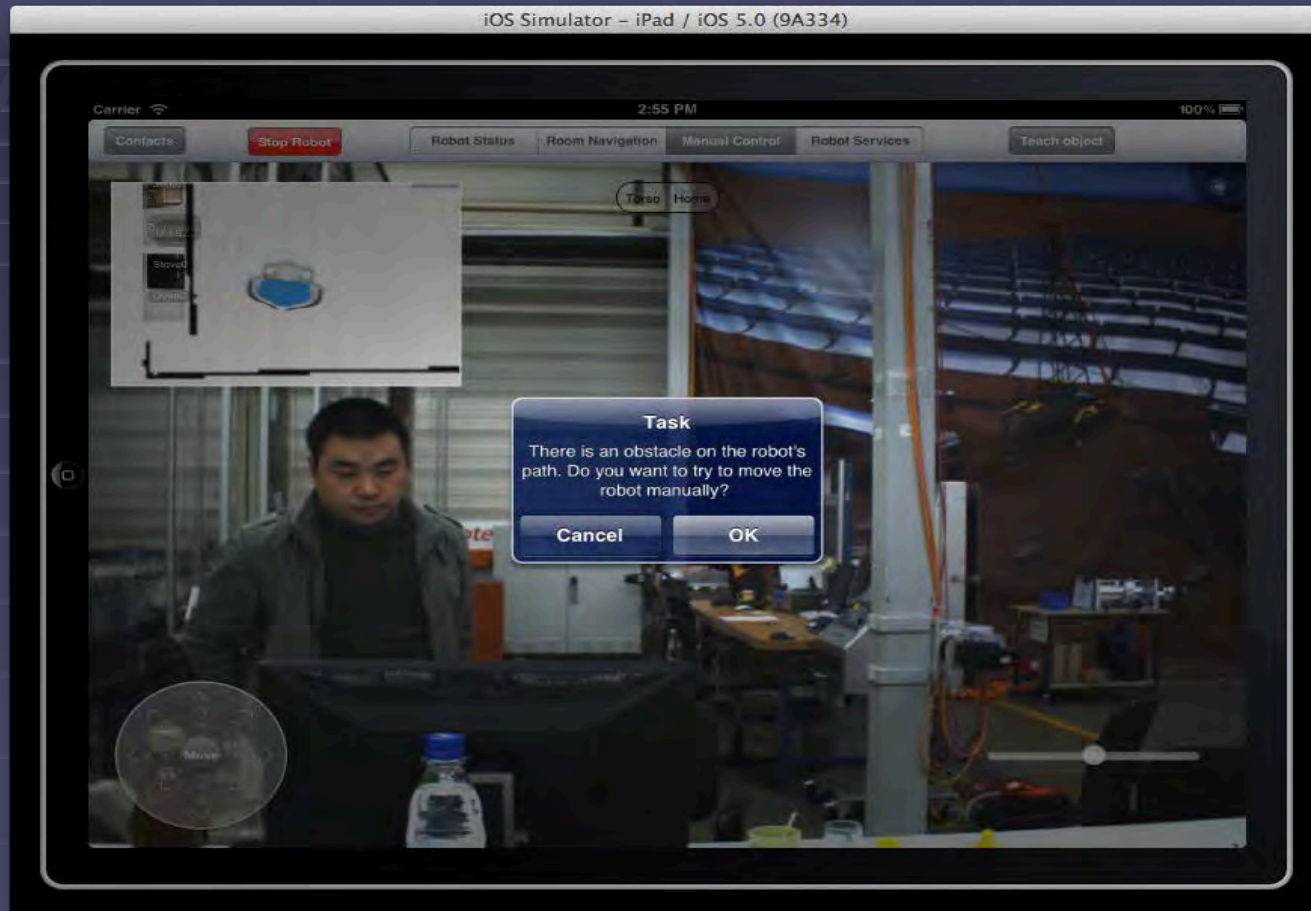 iOS Simulator – iPad / iOS 5.0 (9A334)
Carrier 2:55 PM 100%
Contacts Stop Robot Robot Status Room Navigation Manual Control Robot Services Teach object
Torso Home
Task
There is an obstacle on the robot's
path. Do you want to try to move the
robot manually?
Cancel OK
Move